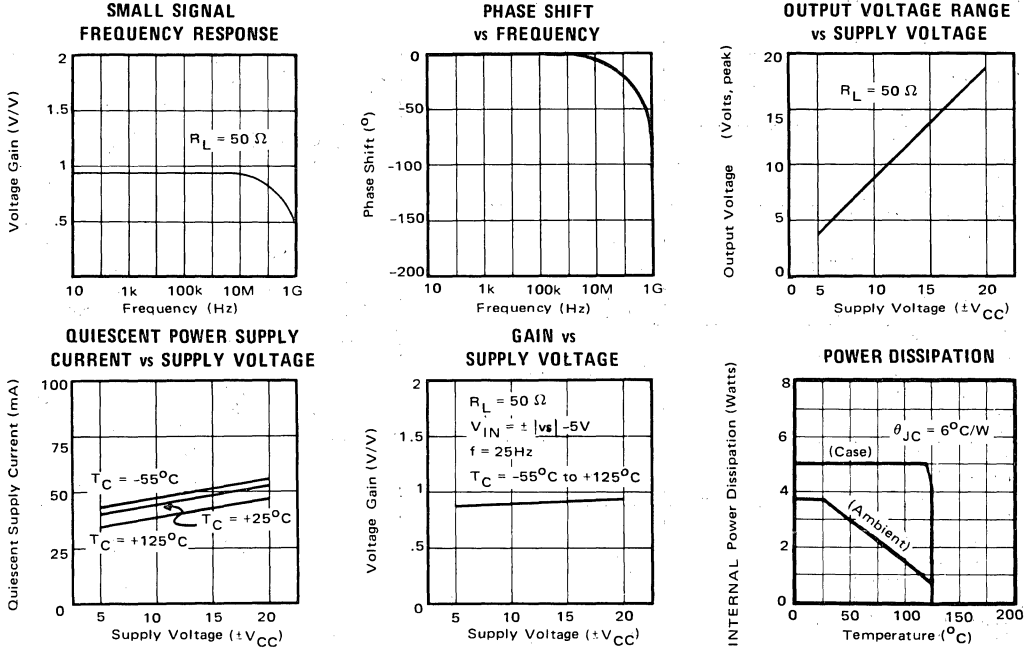 SMALL SIGNAL
FREQUENCY RESPONSE
Voltage Gain (V/V)
2
1.5
1
.5
R_L = 50 Ω
10 1k 100k 10M 1G
Frequency (Hz)
PHASE SHIFT
vs FREQUENCY
Phase Shift (°)
0
-50
-100
-150
-200
10 1k 100k 10M 1G
Frequency (Hz)
OUTPUT VOLTAGE RANGE
vs SUPPLY VOLTAGE
Output Voltage (Volts, peak)
20
15
10
5
0
R_L = 50 Ω
0 5 10 15 20
Supply Voltage (±V_CC)
QUIESCENT POWER SUPPLY
CURRENT vs SUPPLY VOLTAGE
Quiescent Supply Current (mA)
100
75
50
25
0
T_C = -55°C
T_C = +25°C
T_C = +125°C
5 10 15 20
Supply Voltage (±V_CC)
GAIN vs
SUPPLY VOLTAGE
Voltage Gain (V/V)
2
1.5
1
.5
0
R_L = 50 Ω
V_IN = ± |vs| -5V
f = 25Hz
T_C = -55°C to +125°C
5 10 15 20
Supply Voltage (±V_CC)
POWER DISSIPATION
INTERNAL Power Dissipation (Watts)
8
6
4
2
0
θ_JC = 6°C/W
(Case)
(Ambient)
0 50 100 125 200
Temperature (°C)